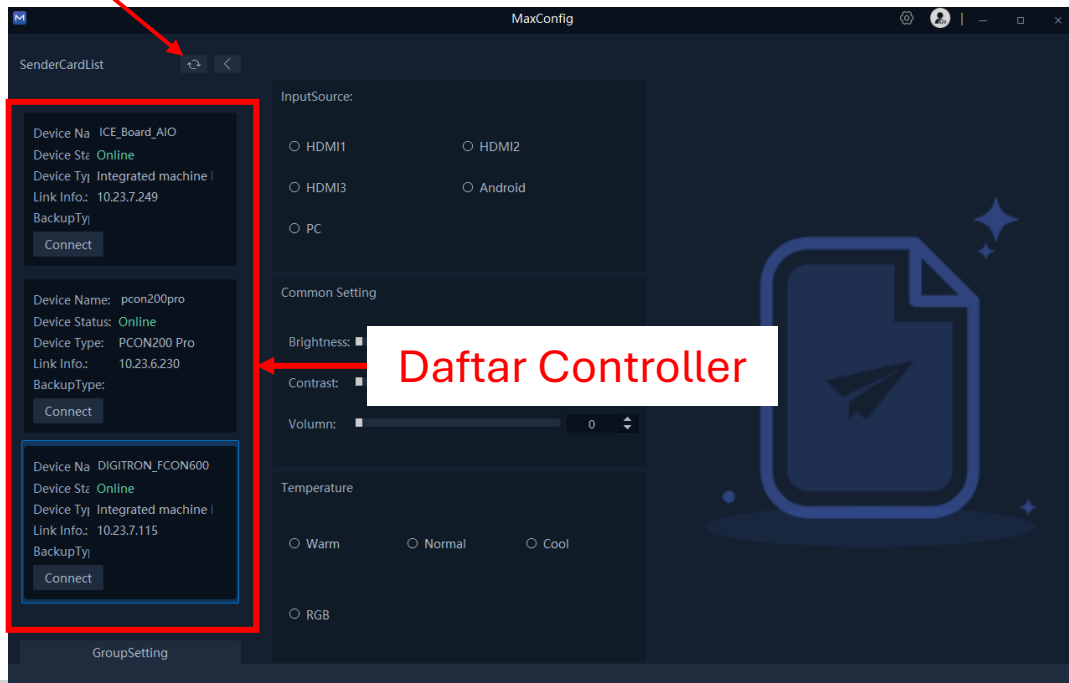 MaxConfig
SenderCardList
Device Na ICE_Board_AIO
Device Sta Online
Device Ty Integrated machine
Link Info.: 10.23.7.249
BackupTy
Connect
Device Name: pcon200pro
Device Status: Online
Device Type: PCON200 Pro
Link Info.: 10.23.6.230
BackupType:
Connect
Device Na DIGITRON_FCON600
Device Sta Online
Device Ty Integrated machine
Link Info.: 10.23.7.115
BackupTy
Connect
GroupSetting
InputSource:
HDMI1 HDMI2
HDMI3 Android
PC
Common Setting
Brightness:
Contrast:
Volumn: 0
Temperature
Warm Normal Cool
RGB
Daftar Controller